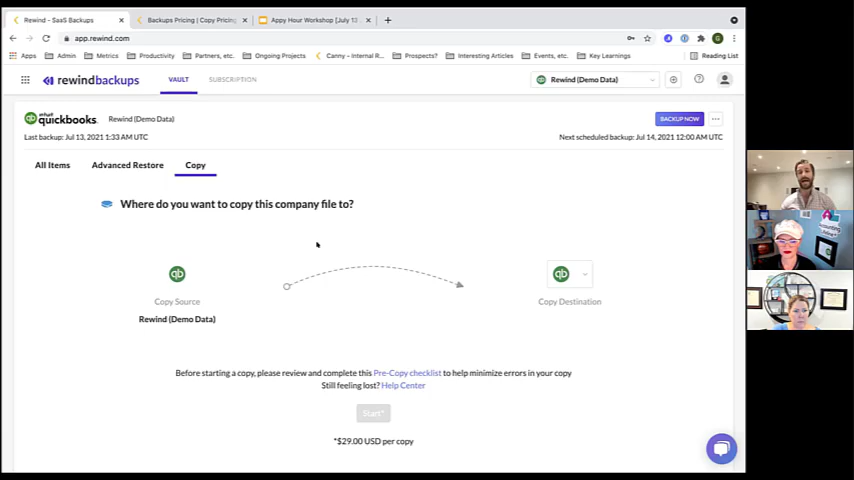 Rewind - SaaS Backups
Backups Pricing | Copy Pricing
Appy Hour Workshop [July 13
app.rewind.com
Apps
Admin
Metrics
Productivity
Partners, etc.
Ongoing Projects
Canny - Internal R...
Prospects?
Interesting Articles
Events, etc.
Key Learnings
Reading List
rewindbackups
VAULT
SUBSCRIPTION
Rewind (Demo Data)
intuit
quickbooks.
Rewind (Demo Data)
BACKUP NOW
Last backup: Jul 13, 2021 1:33 AM UTC
Next scheduled backup: Jul 14, 2021 12:00 AM UTC
All Items
Advanced Restore
Copy
Where do you want to copy this company file to?
qb
qb
Copy Source
Copy Destination
Rewind (Demo Data)
Before starting a copy, please review and complete this Pre-Copy checklist to help minimize errors in your copy
Still feeling lost? Help Center
Start*
*$29.00 USD per copy